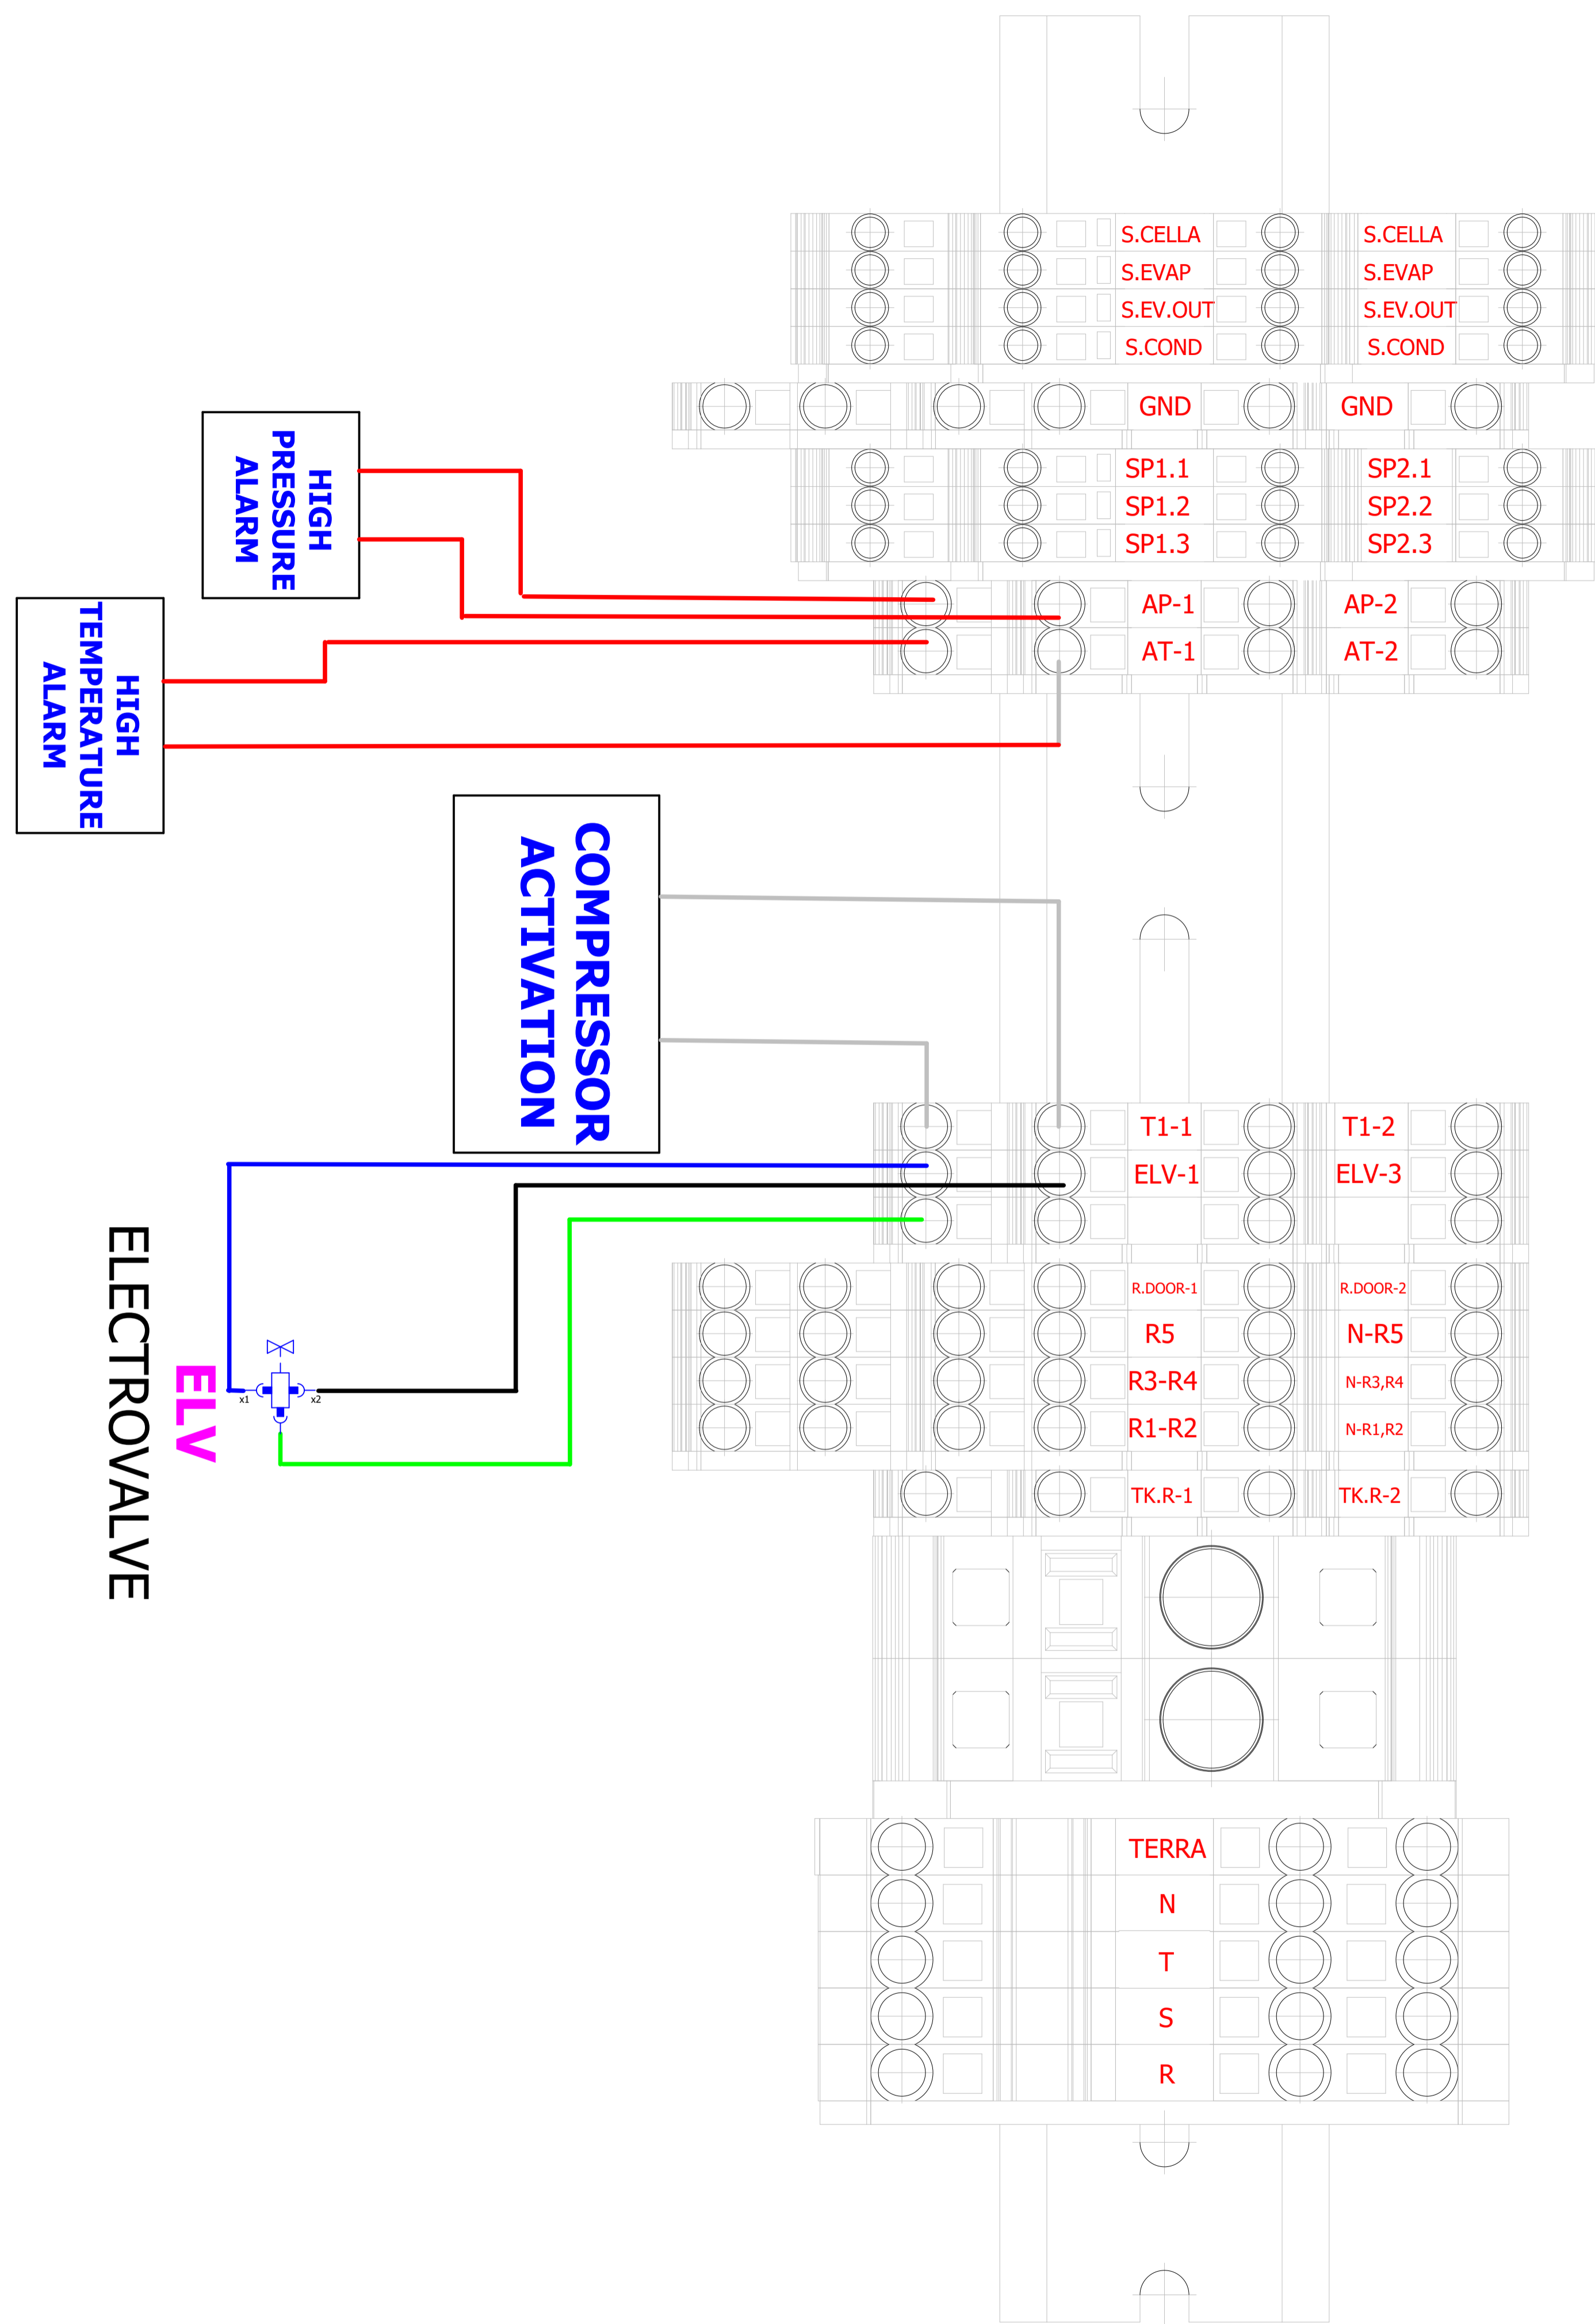 S.CELLA S.CELLA
S.EVAP S.EVAP
S.EV.OUT S.EV.OUT
S.COND S.COND
GND GND
SP1.1 SP2.1
SP1.2 SP2.2
SP1.3 SP2.3
AP-1 AP-2
AT-1 AT-2
HIGH
PRESSURE
ALARM
HIGH
TEMPERATURE
ALARM
COMPRESSOR
ACTIVATION
T1-1 T1-2
ELV-1 ELV-3
R.DOOR-1 R.DOOR-2
R5 N-R5
R3-R4 N-R3,R4
R1-R2 N-R1,R2
TK.R-1 TK.R-2
x1 x2
ELV
ELECTROVALVE
TERRA
N
T
S
R